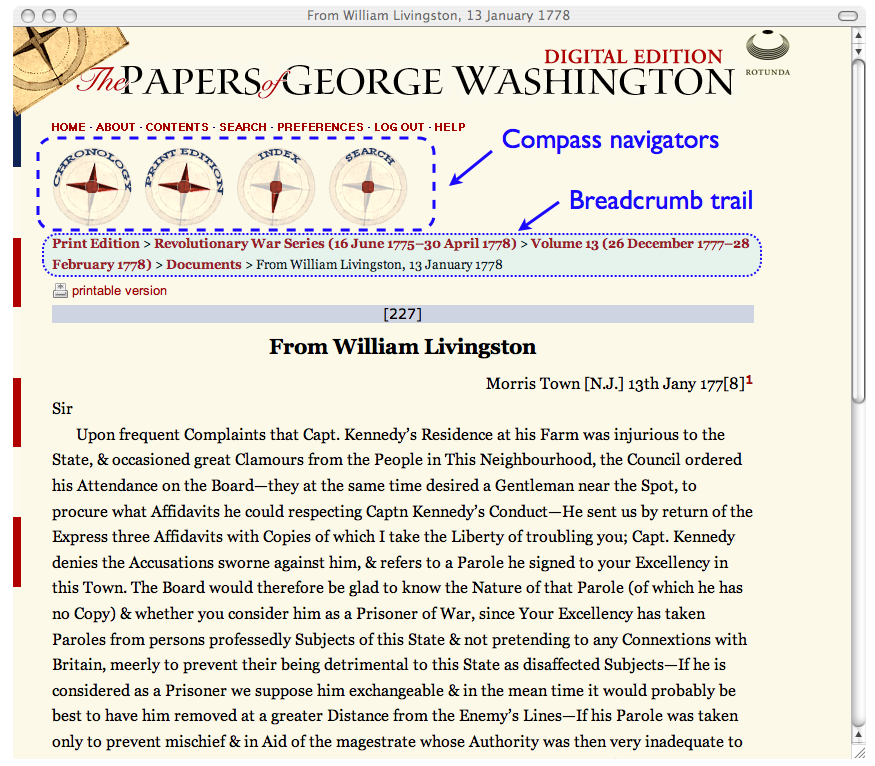 From William Livingston, 13 January 1778
DIGITAL EDITION
The PAPERS of GEORGE WASHINGTON
ROTUNDA
HOME · ABOUT · CONTENTS · SEARCH · PREFERENCES · LOG OUT · HELP
Compass navigators
CHRONOLOGY PRINT EDITION INDEX SEARCH
Breadcrumb trail
Print Edition > Revolutionary War Series (16 June 1775–30 April 1778) > Volume 13 (26 December 1777–28
February 1778) > Documents > From William Livingston, 13 January 1778
printable version
[227]
From William Livingston
Morris Town [N.J.] 13th Jany 177[8]1
Sir
Upon frequent Complaints that Capt. Kennedy's Residence at his Farm was injurious to the
State, & occasioned great Clamours from the People in This Neighbourhood, the Council ordered
his Attendance on the Board—they at the same time desired a Gentleman near the Spot, to
procure what Affidavits he could respecting Captn Kennedy's Conduct—He sent us by return of the
Express three Affidavits with Copies of which I take the Liberty of troubling you; Capt. Kennedy
denies the Accusations sworne against him, & refers to a Parole he signed to your Excellency in
this Town. The Board would therefore be glad to know the Nature of that Parole (of which he has
no Copy) & whether you consider him as a Prisoner of War, since Your Excellency has taken
Paroles from persons professedly Subjects of this State & not pretending to any Connextions with
Britain, meerly to prevent their being detrimental to this State as disaffected Subjects—If he is
considered as a Prisoner we suppose him exchangeable & in the mean time it would probably be
best to have him removed at a greater Distance from the Enemy's Lines—If his Parole was taken
only to prevent mischief & in Aid of the magestrate whose Authority was then very inadequate to